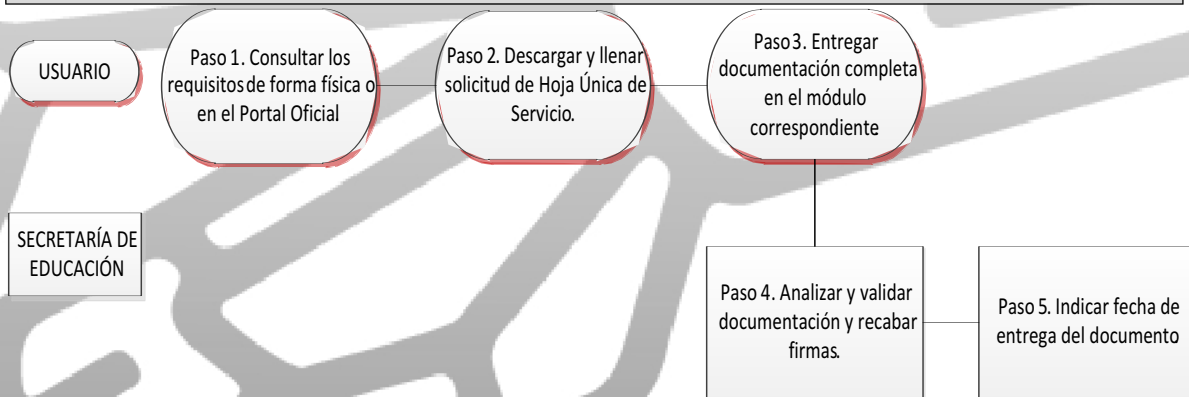 USUARIO
Paso 1. Consultar los
requisitos de forma física o
en el Portal Oficial
Paso 2. Descargar y llenar
solicitud de Hoja Única de
Servicio.
Paso 3. Entregar
documentación completa
en el módulo
correspondiente
SECRETARÍA DE
EDUCACIÓN
Paso 4. Analizar y validar
documentación y recabar
firmas.
Paso 5. Indicar fecha de
entrega del documento